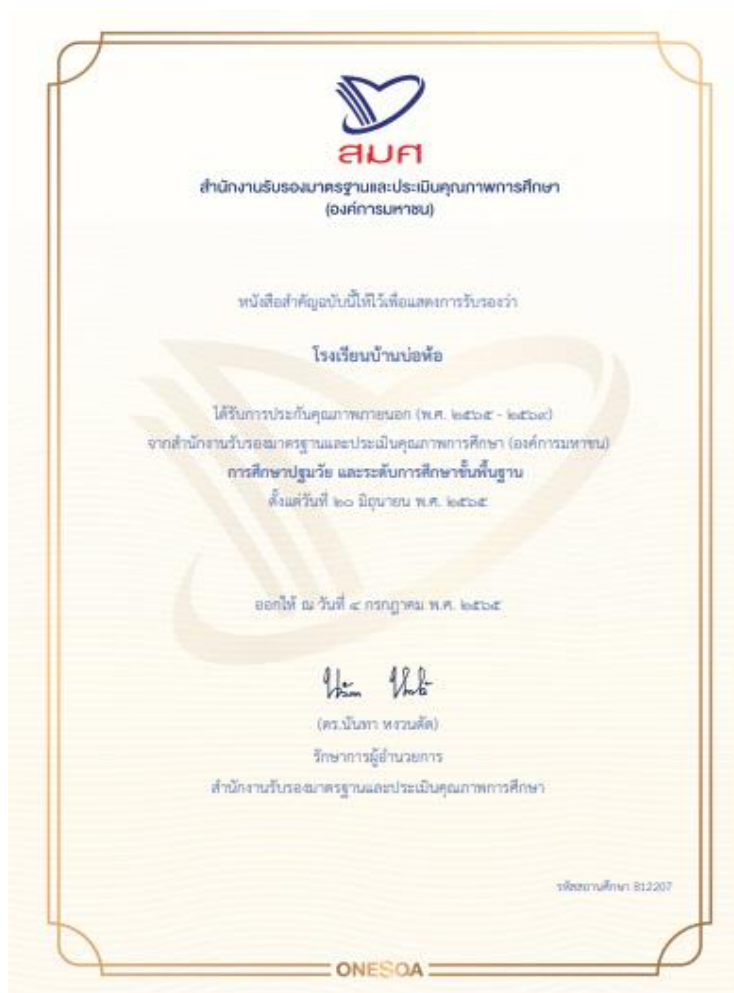 สมศ
สำนักงานรับรองมาตรฐานและประเมินคุณภาพการศึกษา
(องค์การมหาชน)
หนังสือสำคัญฉบับนี้ให้ไว้เพื่อแสดงการรับรองว่า
โรงเรียนบ้านบ่อห้อ
ได้รับการประกันคุณภาพภายนอก (พ.ศ. ๒๕๖๕ - ๒๕๖๙)
จากสำนักงานรับรองมาตรฐานและประเมินคุณภาพการศึกษา (องค์การมหาชน)
การศึกษาปฐมวัย และระดับการศึกษาขั้นพื้นฐาน
ตั้งแต่วันที่ ๒๐ มิถุนายน พ.ศ. ๒๕๖๕
ออกให้ ณ วันที่ ๔ กรกฎาคม พ.ศ. ๒๕๖๕
(ดร.นันทา หงวนตัด)
รักษาการผู้อำนวยการ
สำนักงานรับรองมาตรฐานและประเมินคุณภาพการศึกษา
รหัสสถานศึกษา 812207
ONESQA